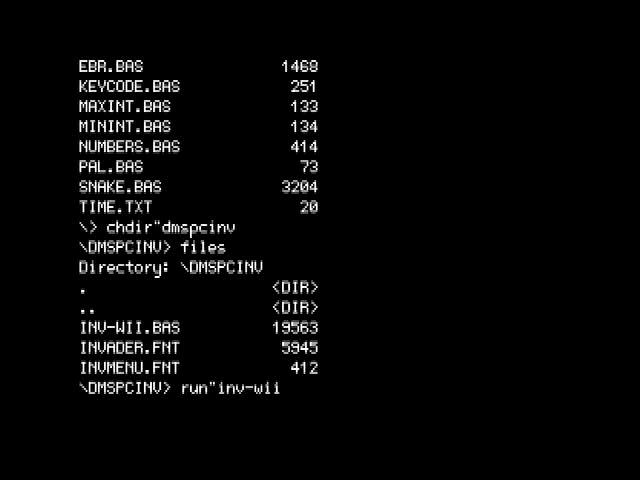 EBR.BAS 1468
KEYCODE.BAS 251
MAXINT.BAS 133
MININT.BAS 134
NUMBERS.BAS 414
PAL.BAS 73
SNAKE.BAS 3204
TIME.TXT 20
\> chdir"dmspcinv
\DMSPCINV> files
Directory: \DMSPCINV
. <DIR>
.. <DIR>
INV-WII.BAS 19563
INVADER.FNT 5945
INVMENU.FNT 412
\DMSPCINV> run"inv-wii